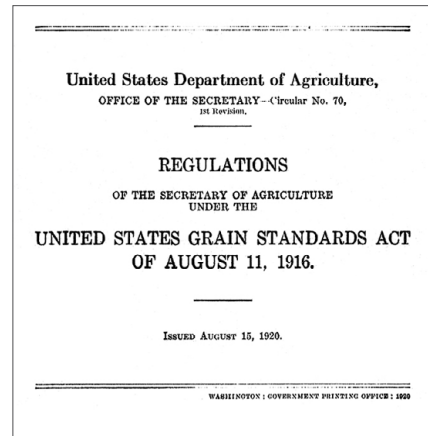 United States Department of Agriculture,
OFFICE OF THE SECRETARY—Circular No. 70,
1st Revision.
REGULATIONS
OF THE SECRETARY OF AGRICULTURE
UNDER THE
UNITED STATES GRAIN STANDARDS ACT
OF AUGUST 11, 1916.
ISSUED AUGUST 15, 1920.
WASHINGTON : GOVERNMENT PRINTING OFFICE : 1920